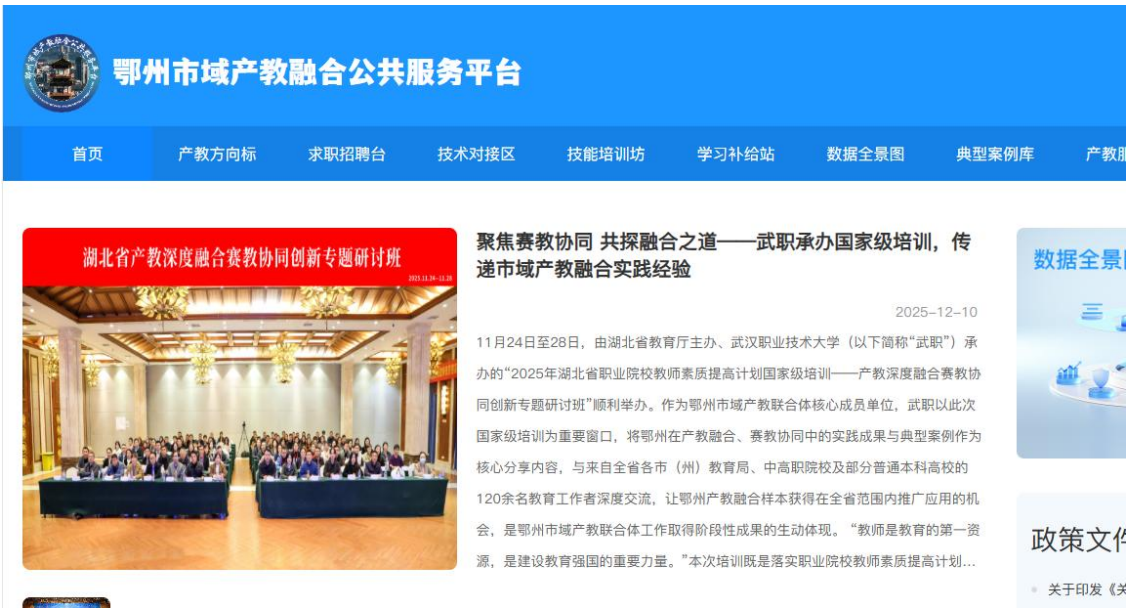 鄂州市域产教融合公共服务平台
首页 产教方向标 求职招聘台 技术对接区 技能培训坊 学习补给站 数据全景图 典型案例库 产教
湖北省产教深度融合赛教协同创新专题研讨班
2025.11.24-11.28
聚焦赛教协同 共探融合之道——武职承办国家级培训，传
递市域产教融合实践经验
2025-12-10
11月24日至28日，由湖北省教育厅主办、武汉职业技术大学（以下简称“武职”）承
办的“2025年湖北省职业院校教师素质提高计划国家级培训——产教深度融合赛教协
同创新专题研讨班”顺利举办。作为鄂州市域产教联合体核心成员单位，武职以此次
国家级培训为重要窗口，将鄂州在产教融合、赛教协同中的实践成果与典型案例作为
核心分享内容，与来自全省各市（州）教育局、中高职院校及部分普通本科高校的
120余名教育工作者深度交流，让鄂州产教融合样本获得在全省范围内推广应用的机
会，是鄂州市域产教联合体工作取得阶段性成果的生动体现。“教师是教育的第一资
源，是建设教育强国的重要力量。”本次培训既是落实职业院校教师素质提高计划...
数据全景
政策文件
关于印发《关